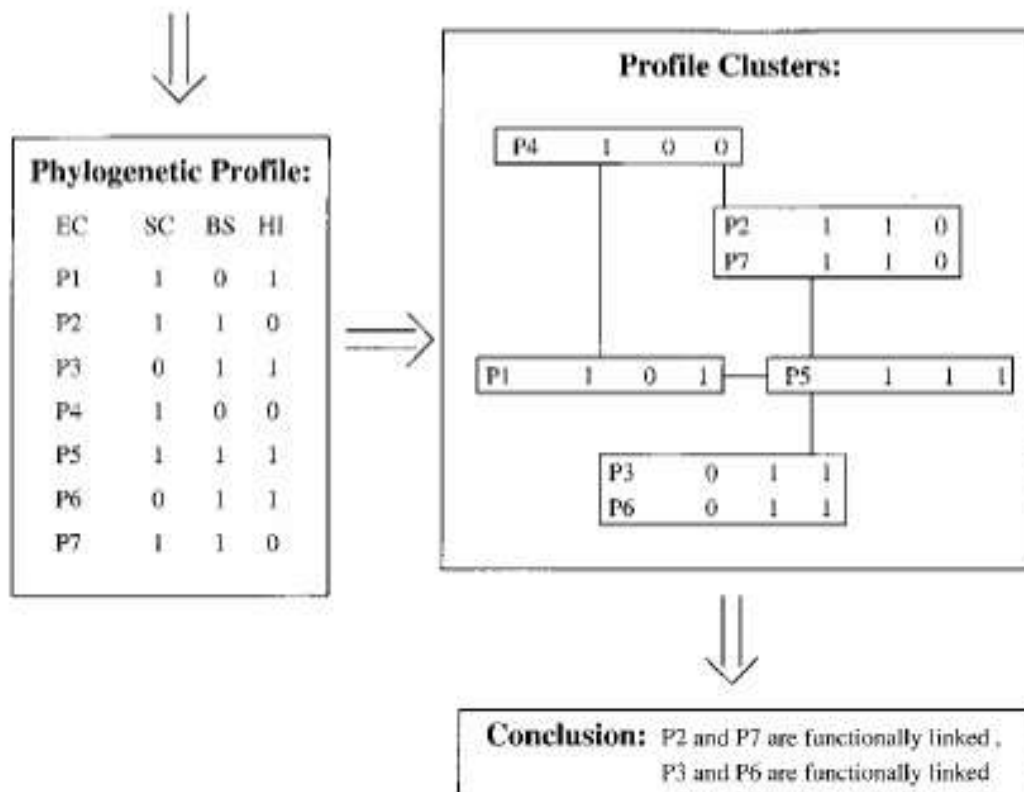 Phylogenetic Profile:
EC SC BS HI
P1 1 0 1
P2 1 1 0
P3 0 1 1
P4 1 0 0
P5 1 1 1
P6 0 1 1
P7 1 1 0
Profile Clusters:
P4 1 0 0
P2 1 1 0
P7 1 1 0
P1 1 0 1
P5 1 1 1
P3 0 1 1
P6 0 1 1
Conclusion: P2 and P7 are functionally linked ,
P3 and P6 are functionally linked